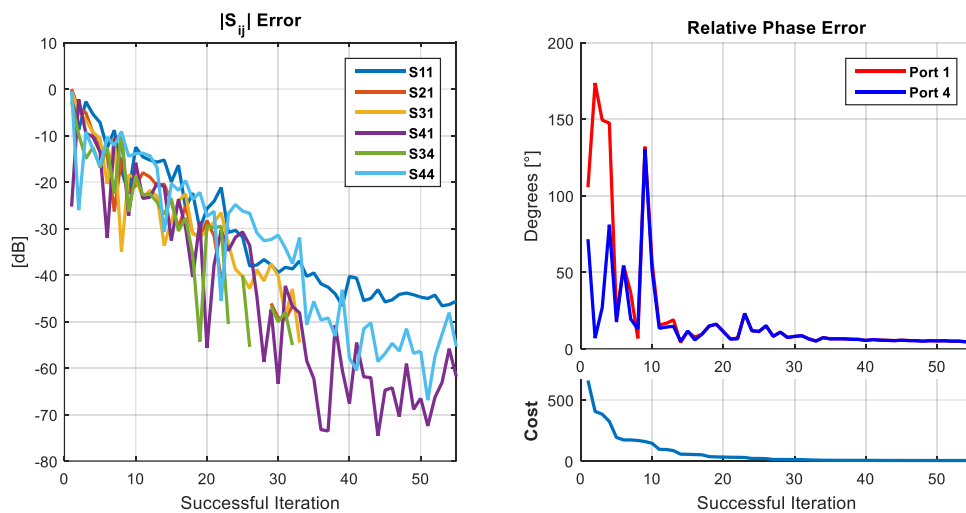 |Sij| Error
10
0
-10
-20
-30
-40
-50
-60
-70
-80
[dB]
0
10
20
30
40
50
Successful Iteration
S11
S21
S31
S41
S34
S44
Relative Phase Error
200
150
100
50
0
Degrees [°]
0
10
20
30
40
50
Port 1
Port 4
500
0
Cost
0
10
20
30
40
50
Successful Iteration